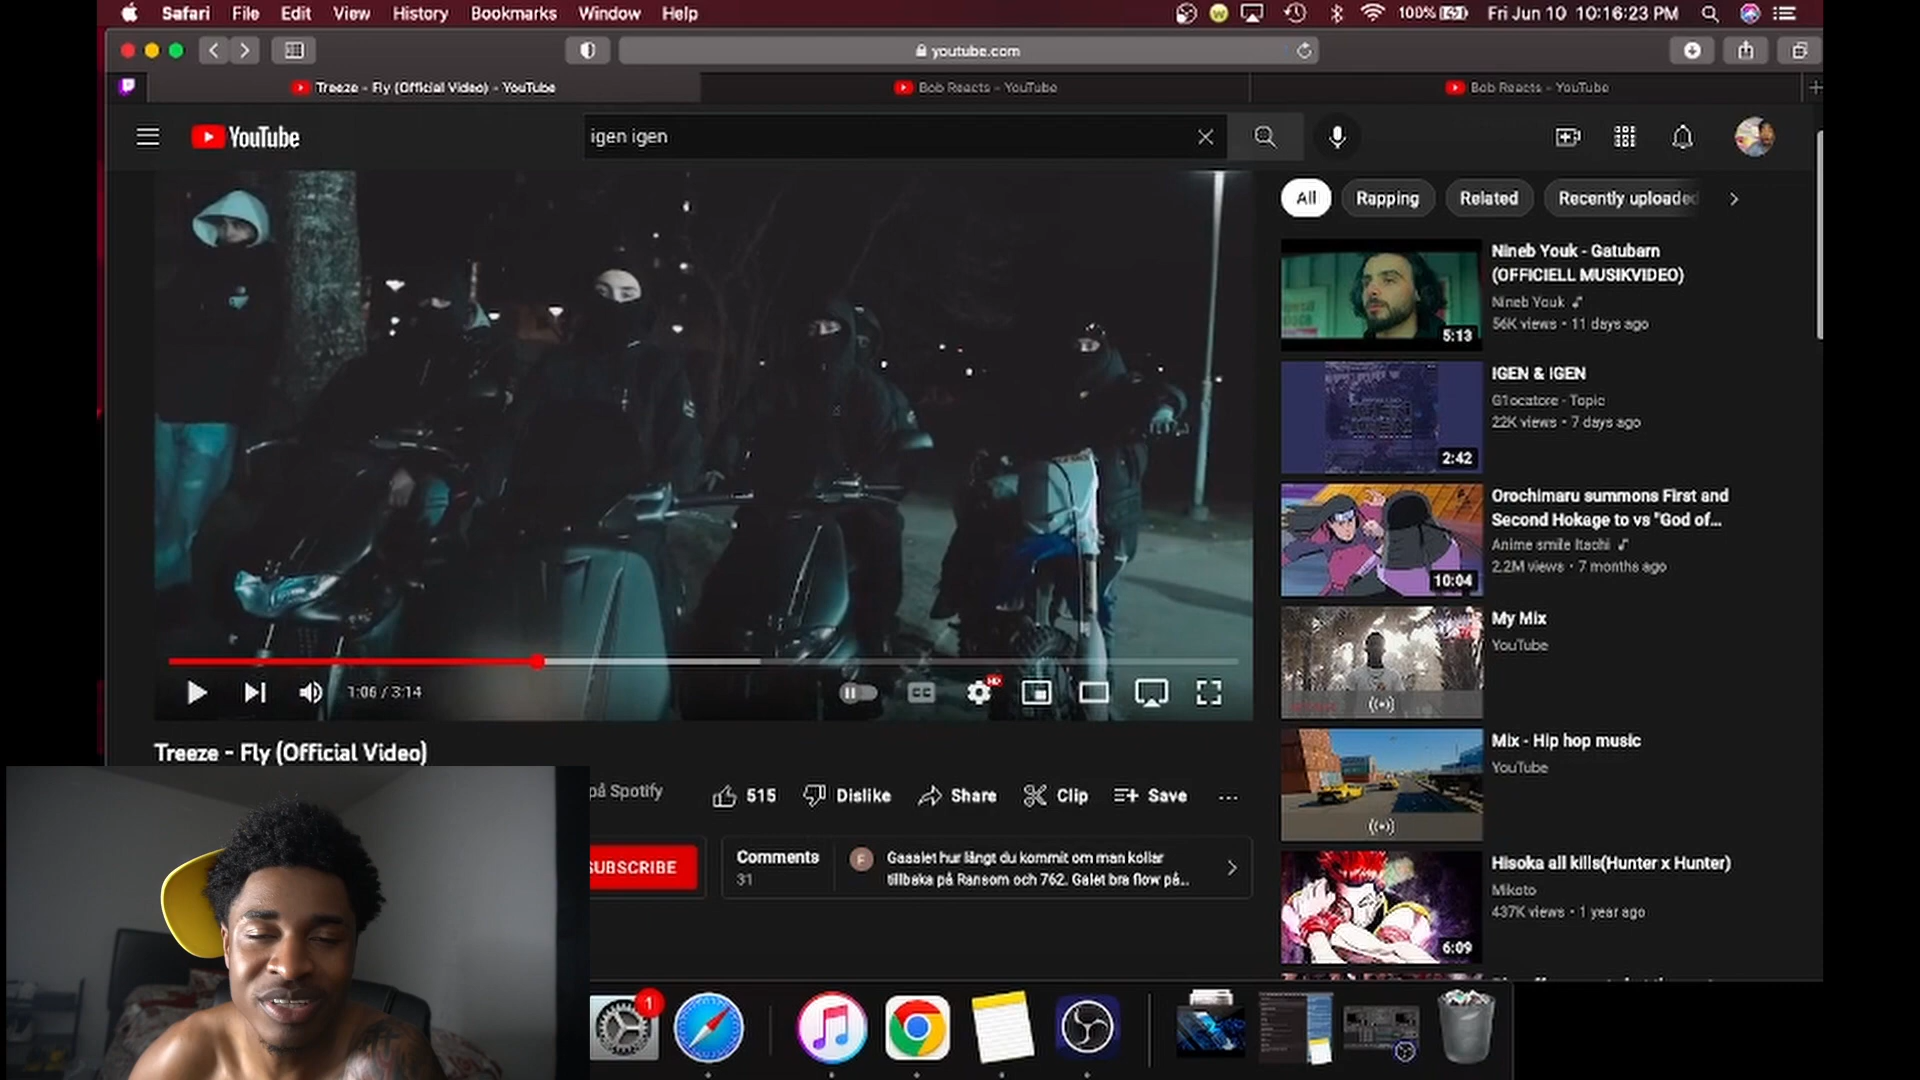 Safari File Edit View History Bookmarks Window Help
100% Fri Jun 10 10:16:23 PM
youtube.com
Treeze - Fly (Official Video) - YouTube
Bob Reacts - YouTube
Bob Reacts - YouTube
YouTube
igen igen
All Rapping Related Recently uploaded
Nineb Youk - Gatubarn
(OFFICIELL MUSIKVIDEO)
Nineb Youk
56K views • 11 days ago
5:13
IGEN & IGEN
G1ocatore - Topic
22K views • 7 days ago
2:42
Orochimaru summons First and
Second Hokage to vs "God of...
Anime smile Itachi
2.2M views • 7 months ago
10:04
My Mix
YouTube
Mix - Hip hop music
YouTube
Hisoka all kills(Hunter x Hunter)
Mikoto
437K views • 1 year ago
6:09
1:06 / 3:14
CC
HD
Treeze - Fly (Official Video)
på Spotify
515 Dislike Share Clip Save
SUBSCRIBE
Comments
31
F
Gaaalet hur långt du kommit om man kollar
tillbaka på Ransom och 762. Galet bra flow på...
1